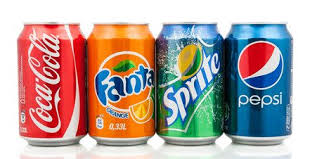 Coca-Cola
Fanta
ORANGE
0,33L
Sprite
pepsi